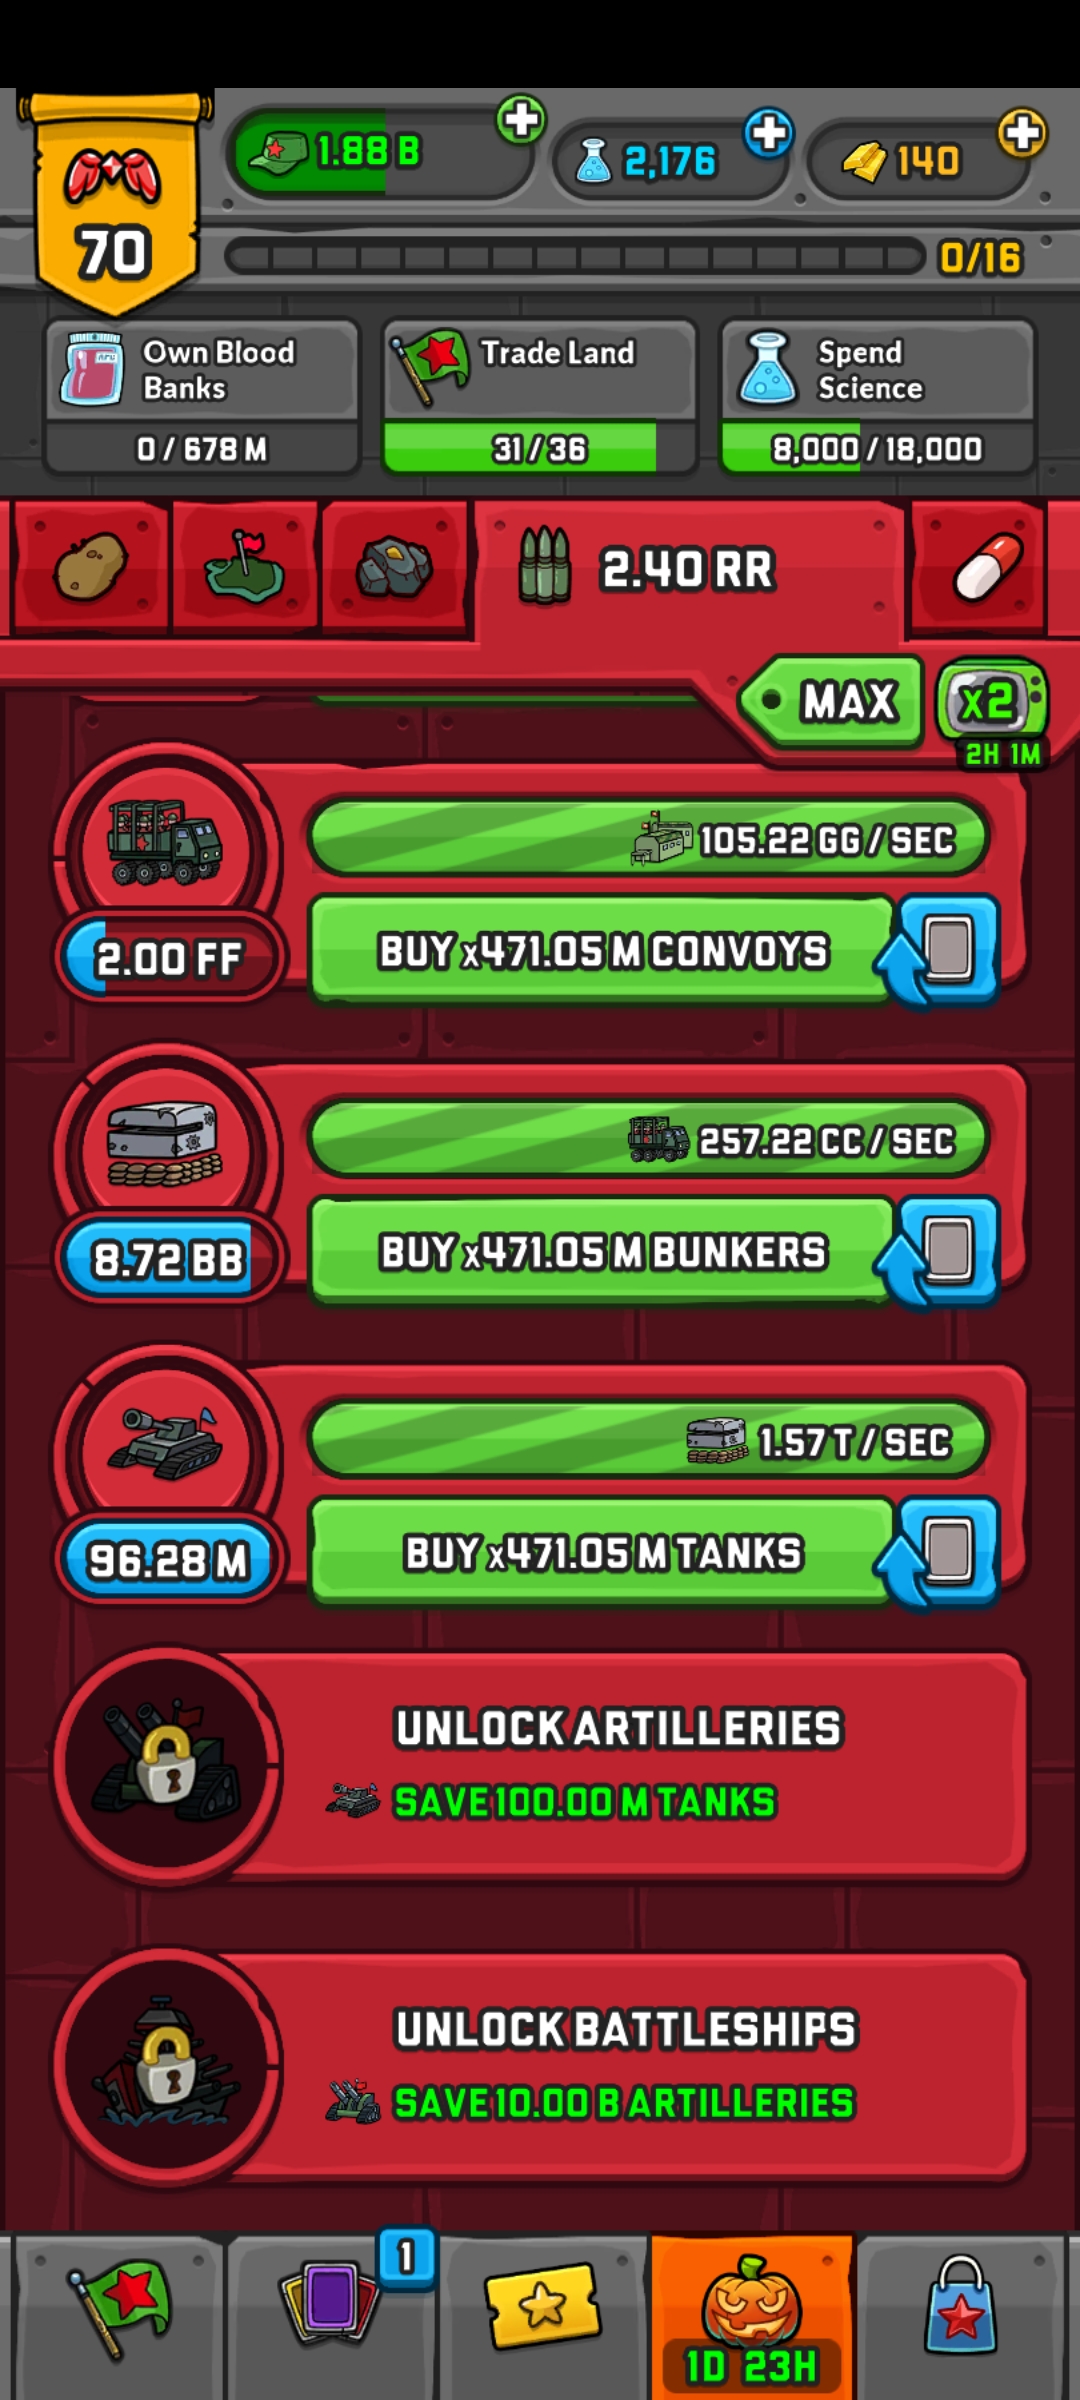 1.88 B
2,176
140
70
0/16
Own Blood
Banks
0 / 678 M
Trade Land
31 / 36
Spend
Science
8,000 / 18,000
2.40 RR
MAX
x2
2H 1M
105.22 GG / SEC
2.00 FF
BUY x471.05 M CONVOYS
257.22 CC / SEC
8.72 BB
BUY x471.05 M BUNKERS
1.57 T / SEC
96.28 M
BUY x471.05 M TANKS
UNLOCK ARTILLERIES
SAVE 100.00 M TANKS
UNLOCK BATTLESHIPS
SAVE 10.00 B ARTILLERIES
1
1D 23H